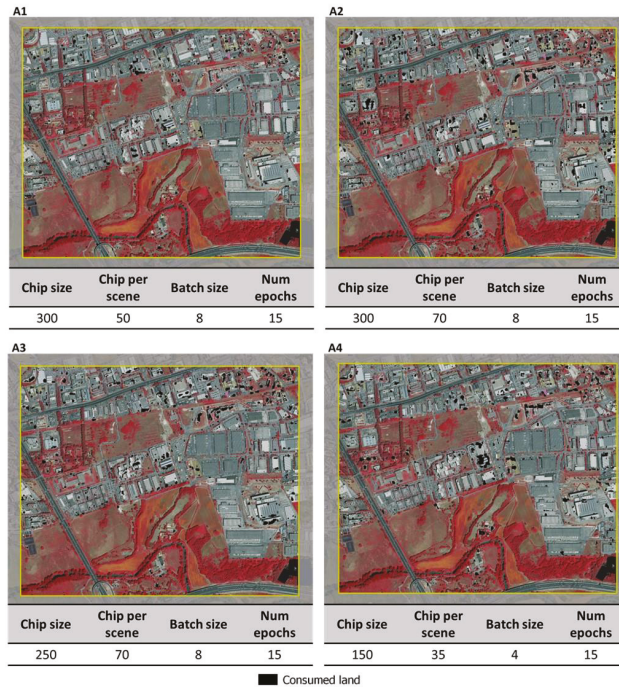 A1
Chip size Chip per scene Batch size Num epochs
300 50 8 15
A2
Chip size Chip per scene Batch size Num epochs
300 70 8 15
A3
Chip size Chip per scene Batch size Num epochs
250 70 8 15
A4
Chip size Chip per scene Batch size Num epochs
150 35 4 15
Consumed land